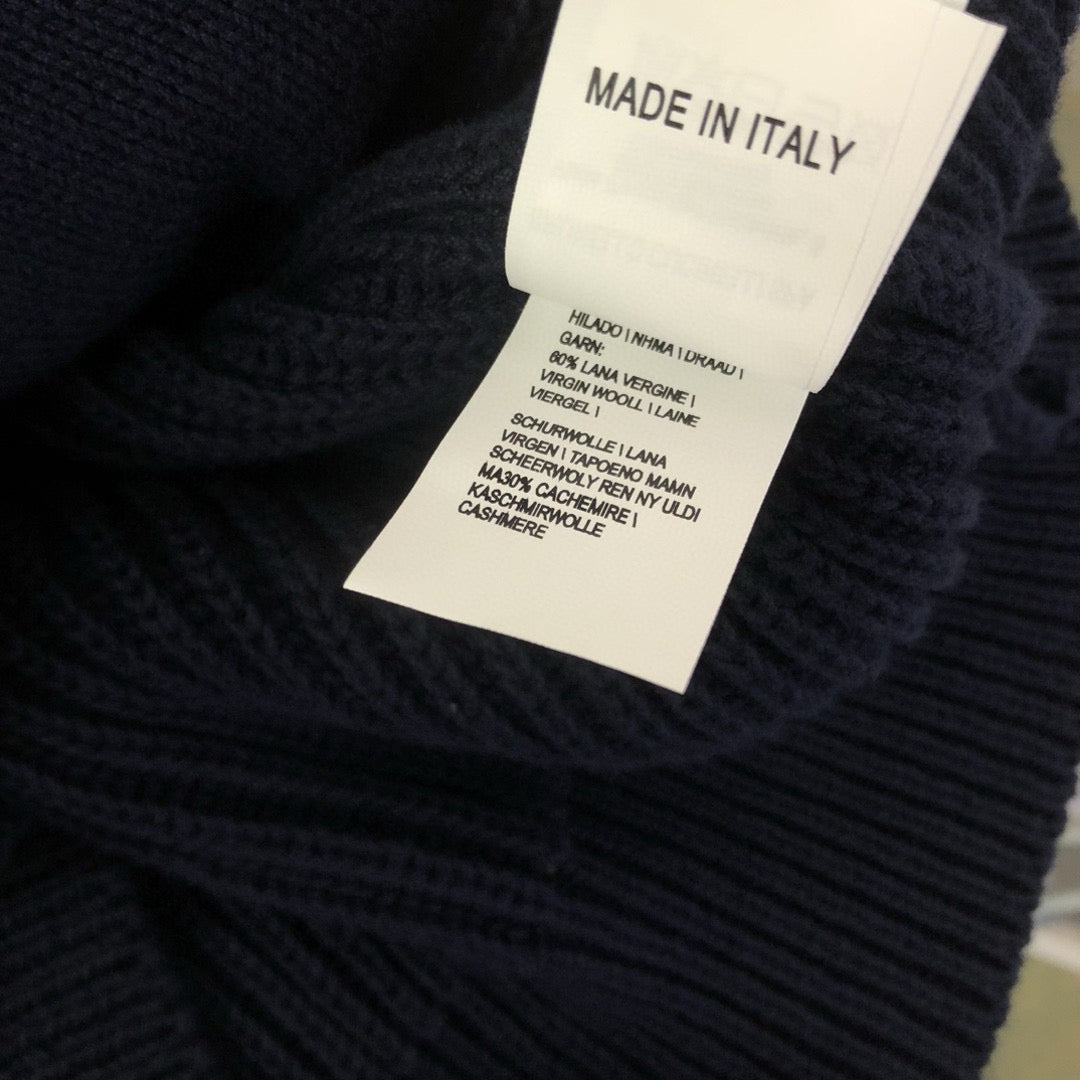 MADE IN ITALY
HILADO \ NHMA \ DRAAD \
GARN:
60% LANA VERGINE \
VIRGIN WOOLL \ LAINE
VIERGEL \
SCHURWOLLE \ LANA
VIRGEN \ TAPOENO MAMN
SCHEERWOLY REN NY ULDI
MA30% CACHEMIRE \
KASCHMIRWOLLE
CASHMERE